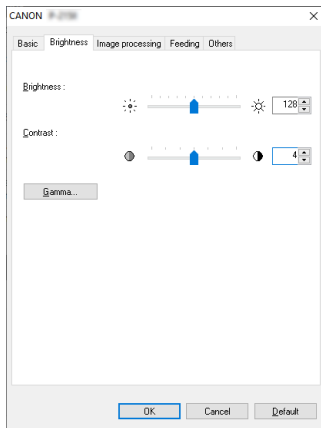 CANON
Basic Brightness Image processing Feeding Others
Brightness :
128
Contrast :
4
Gamma...
OK Cancel Default